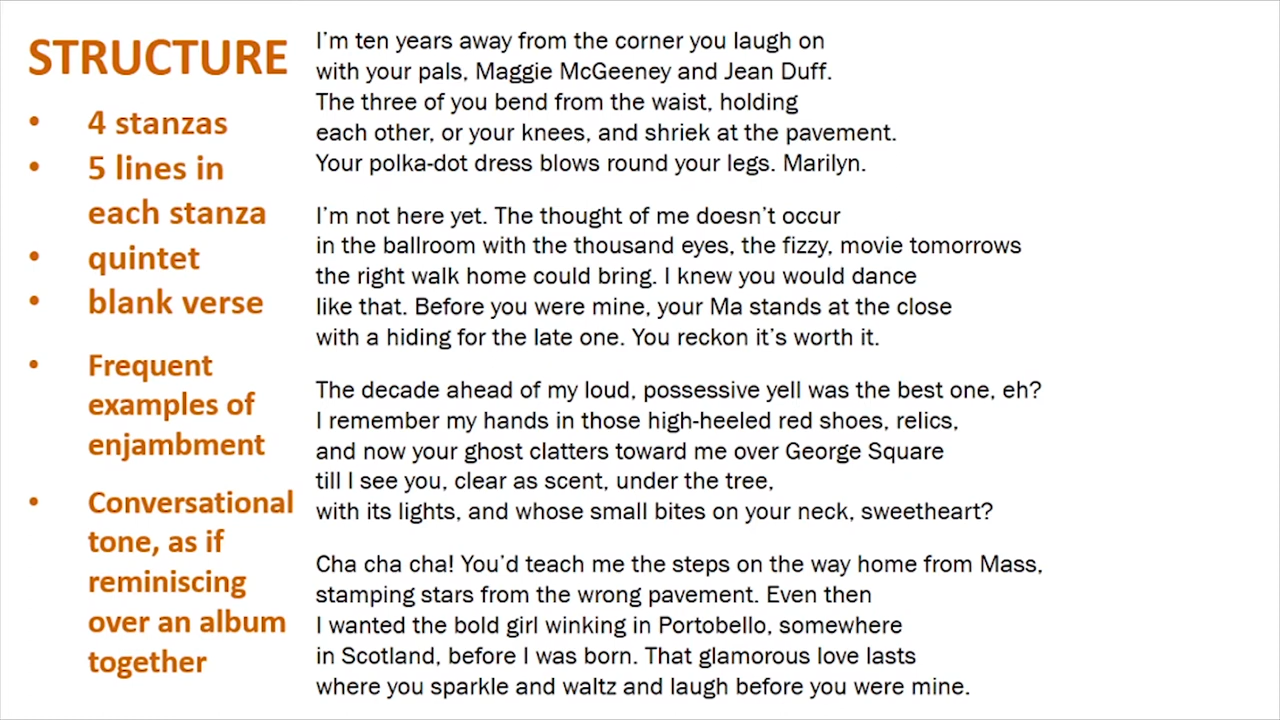 STRUCTURE
• 4 stanzas
• 5 lines in
each stanza
• quintet
• blank verse
• Frequent
examples of
enjambment
• Conversational
tone, as if
reminiscing
over an album
together
I'm ten years away from the corner you laugh on
with your pals, Maggie McGeeney and Jean Duff.
The three of you bend from the waist, holding
each other, or your knees, and shriek at the pavement.
Your polka-dot dress blows round your legs. Marilyn.
I'm not here yet. The thought of me doesn't occur
in the ballroom with the thousand eyes, the fizzy, movie tomorrows
the right walk home could bring. I knew you would dance
like that. Before you were mine, your Ma stands at the close
with a hiding for the late one. You reckon it's worth it.
The decade ahead of my loud, possessive yell was the best one, eh?
I remember my hands in those high-heeled red shoes, relics,
and now your ghost clatters toward me over George Square
till I see you, clear as scent, under the tree,
with its lights, and whose small bites on your neck, sweetheart?
Cha cha cha! You'd teach me the steps on the way home from Mass,
stamping stars from the wrong pavement. Even then
I wanted the bold girl winking in Portobello, somewhere
in Scotland, before I was born. That glamorous love lasts
where you sparkle and waltz and laugh before you were mine.